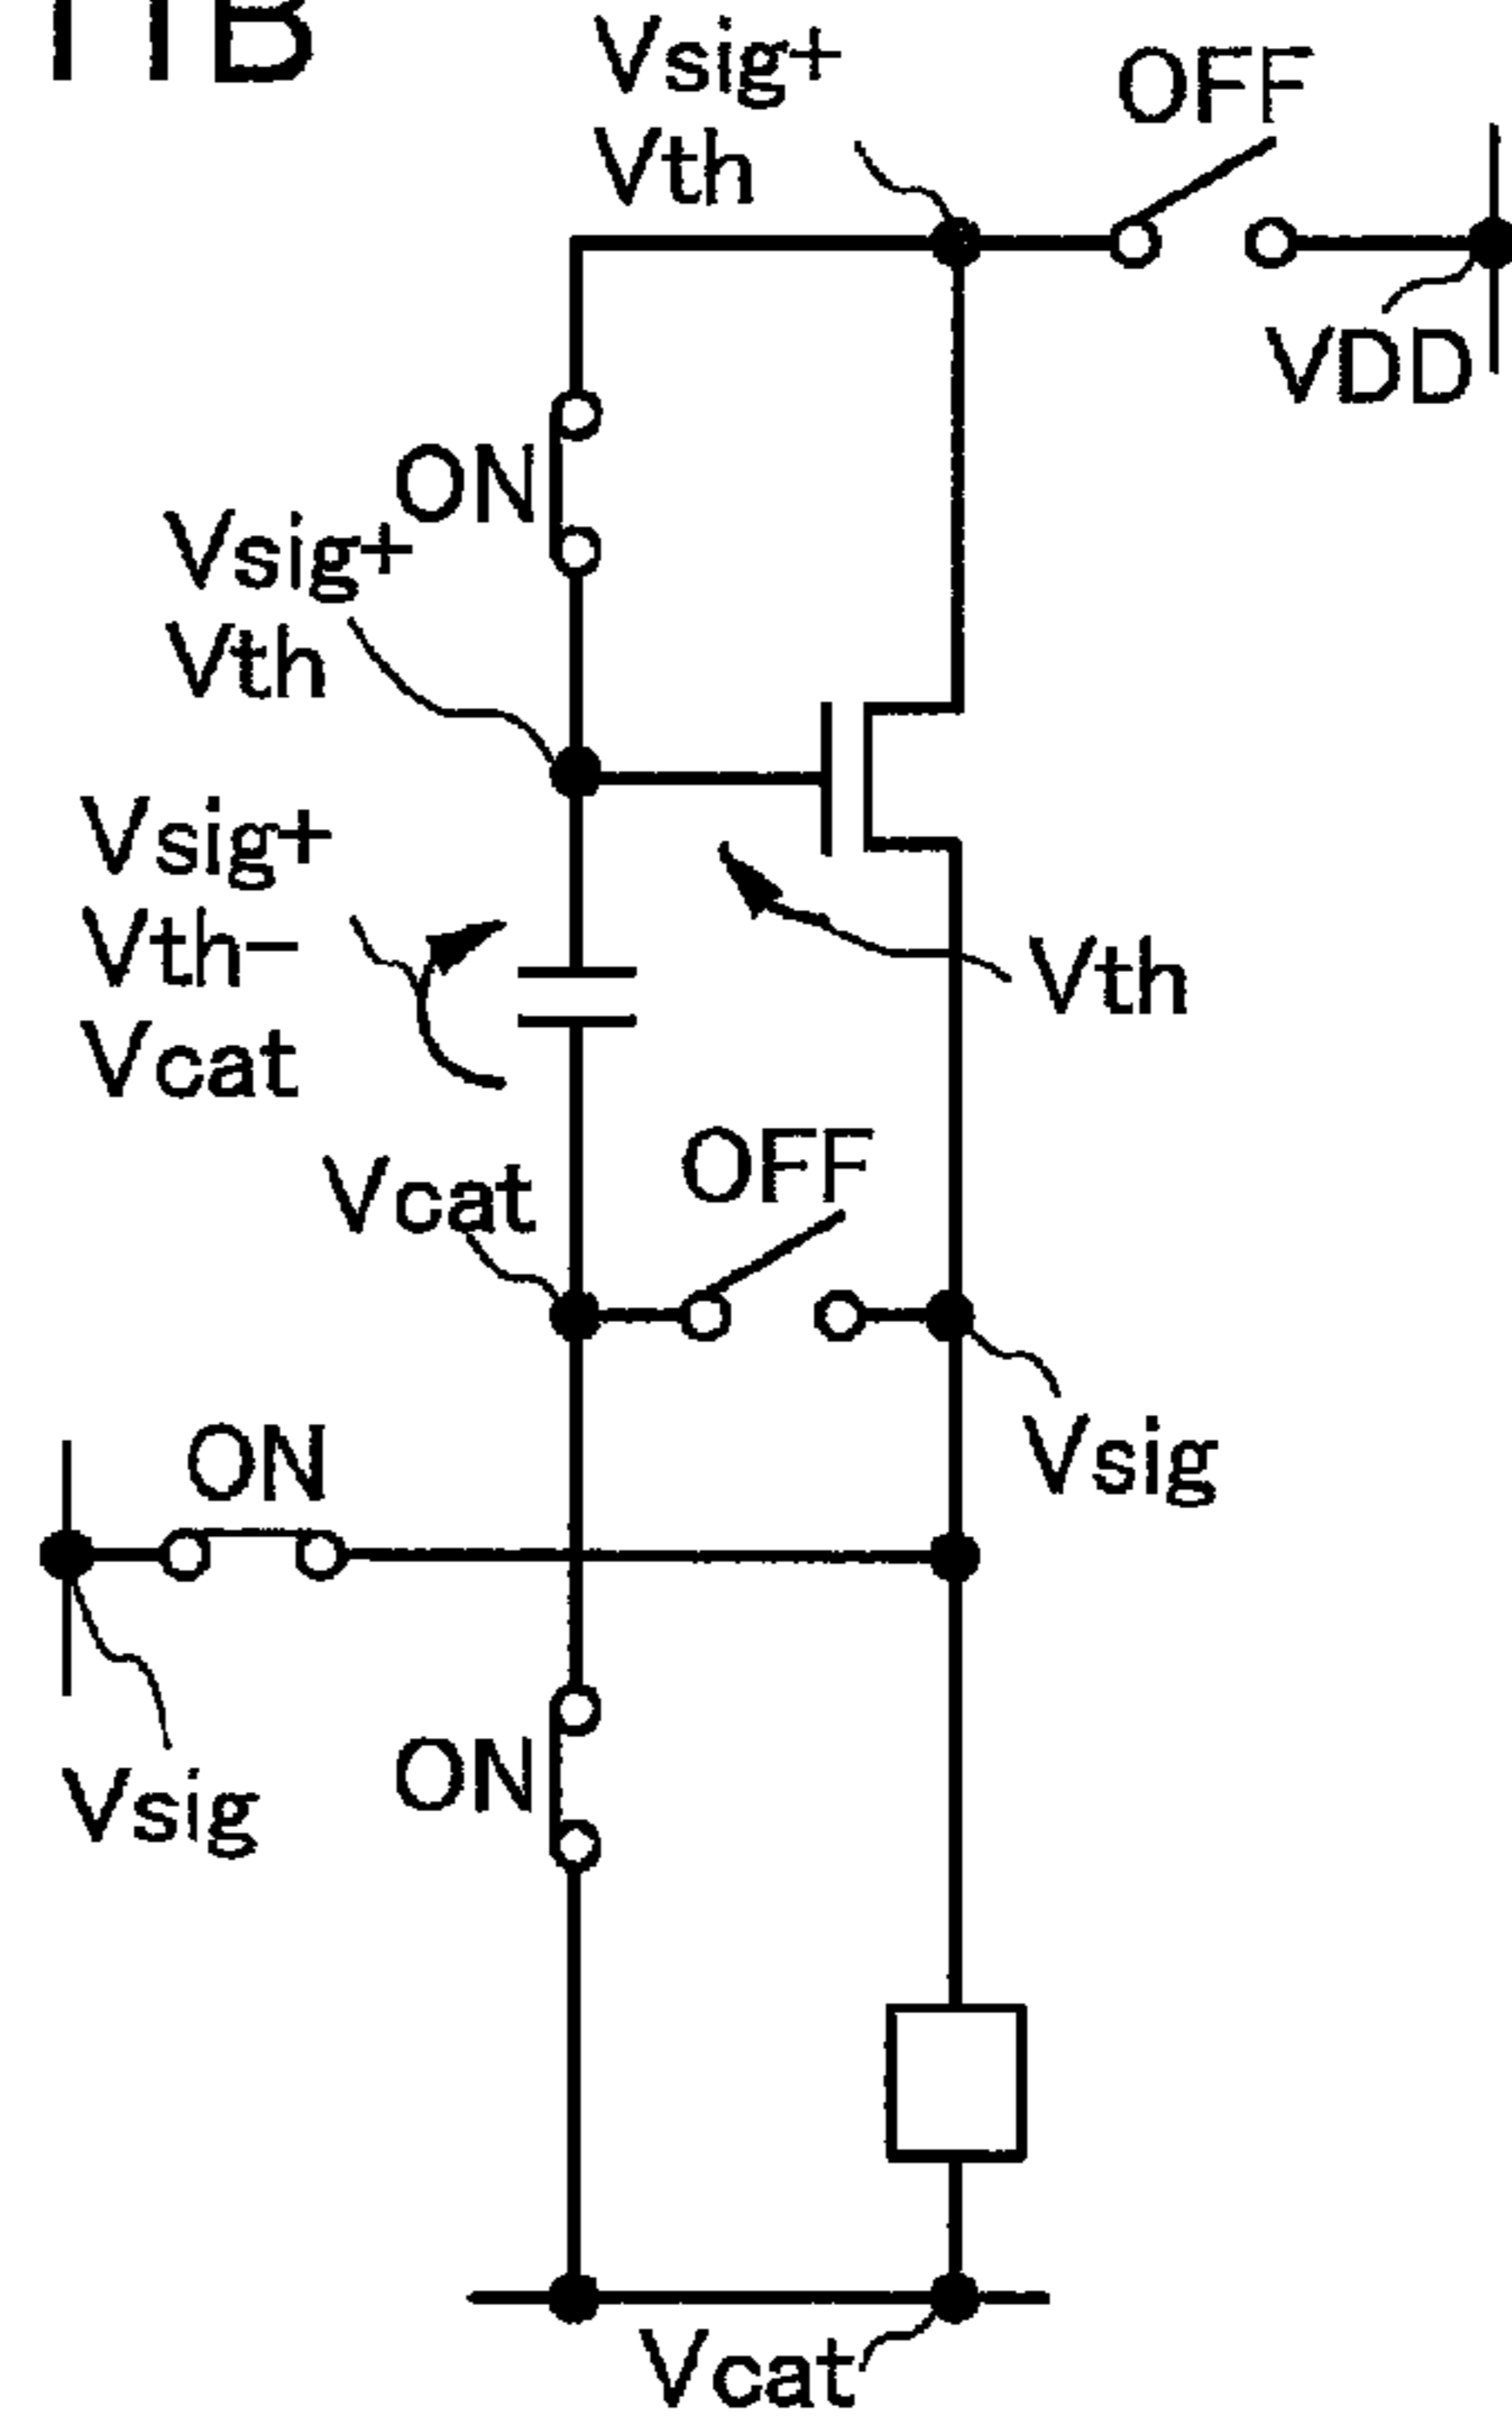 11B
Vsig+
Vth
OFF
VDD
ON
Vsig+
Vth
Vsig+
Vth−
Vcat
Vth
OFF
Vcat
Vsig
ON
Vsig
ON
Vcat